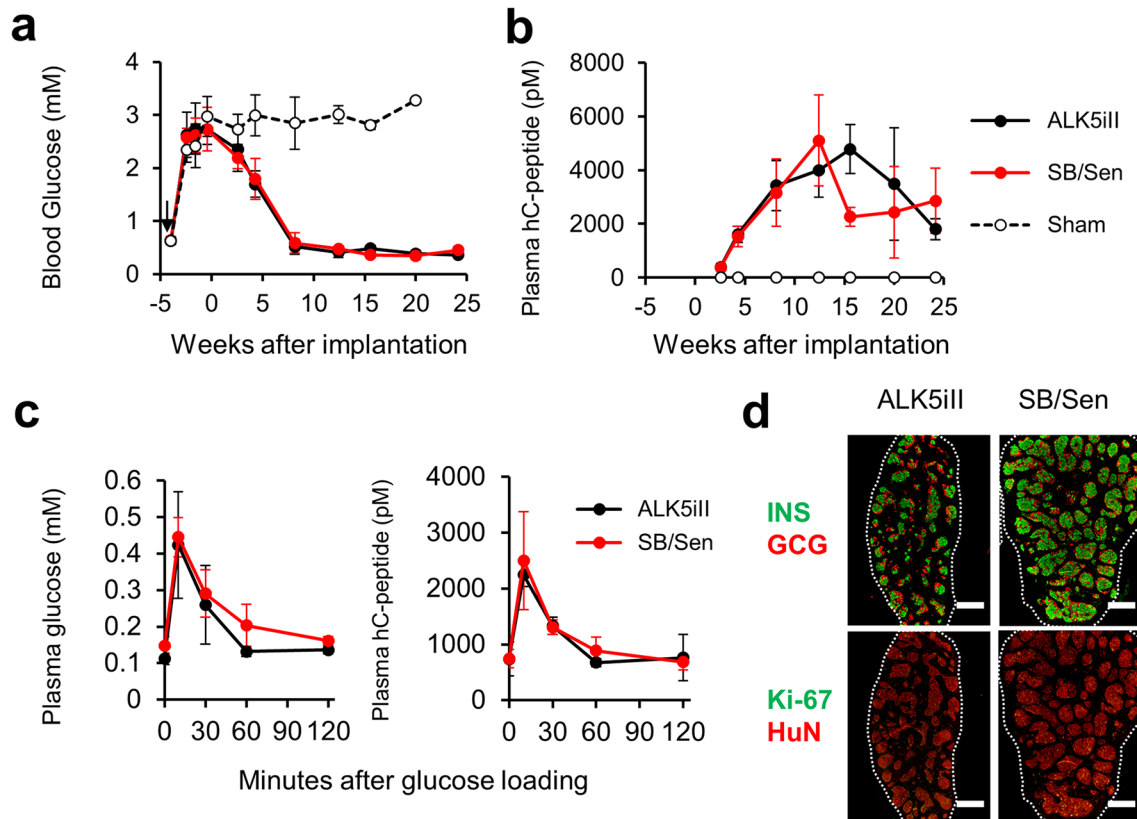 a
Blood Glucose (mM)
4
3
2
1
0
-5 0 5 10 15 20 25
Weeks after implantation
b
Plasma hC-peptide (pM)
8000
6000
4000
2000
0
-5 0 5 10 15 20 25
Weeks after implantation
ALK5iII
SB/Sen
Sham
c
Plasma glucose (mM)
0.6
0.5
0.4
0.3
0.2
0.1
0
0 30 60 90 120
Plasma hC-peptide (pM)
4000
3000
2000
1000
0
0 30 60 90 120
ALK5iII
SB/Sen
Minutes after glucose loading
d
ALK5iII SB/Sen
INS
GCG
Ki-67
HuN